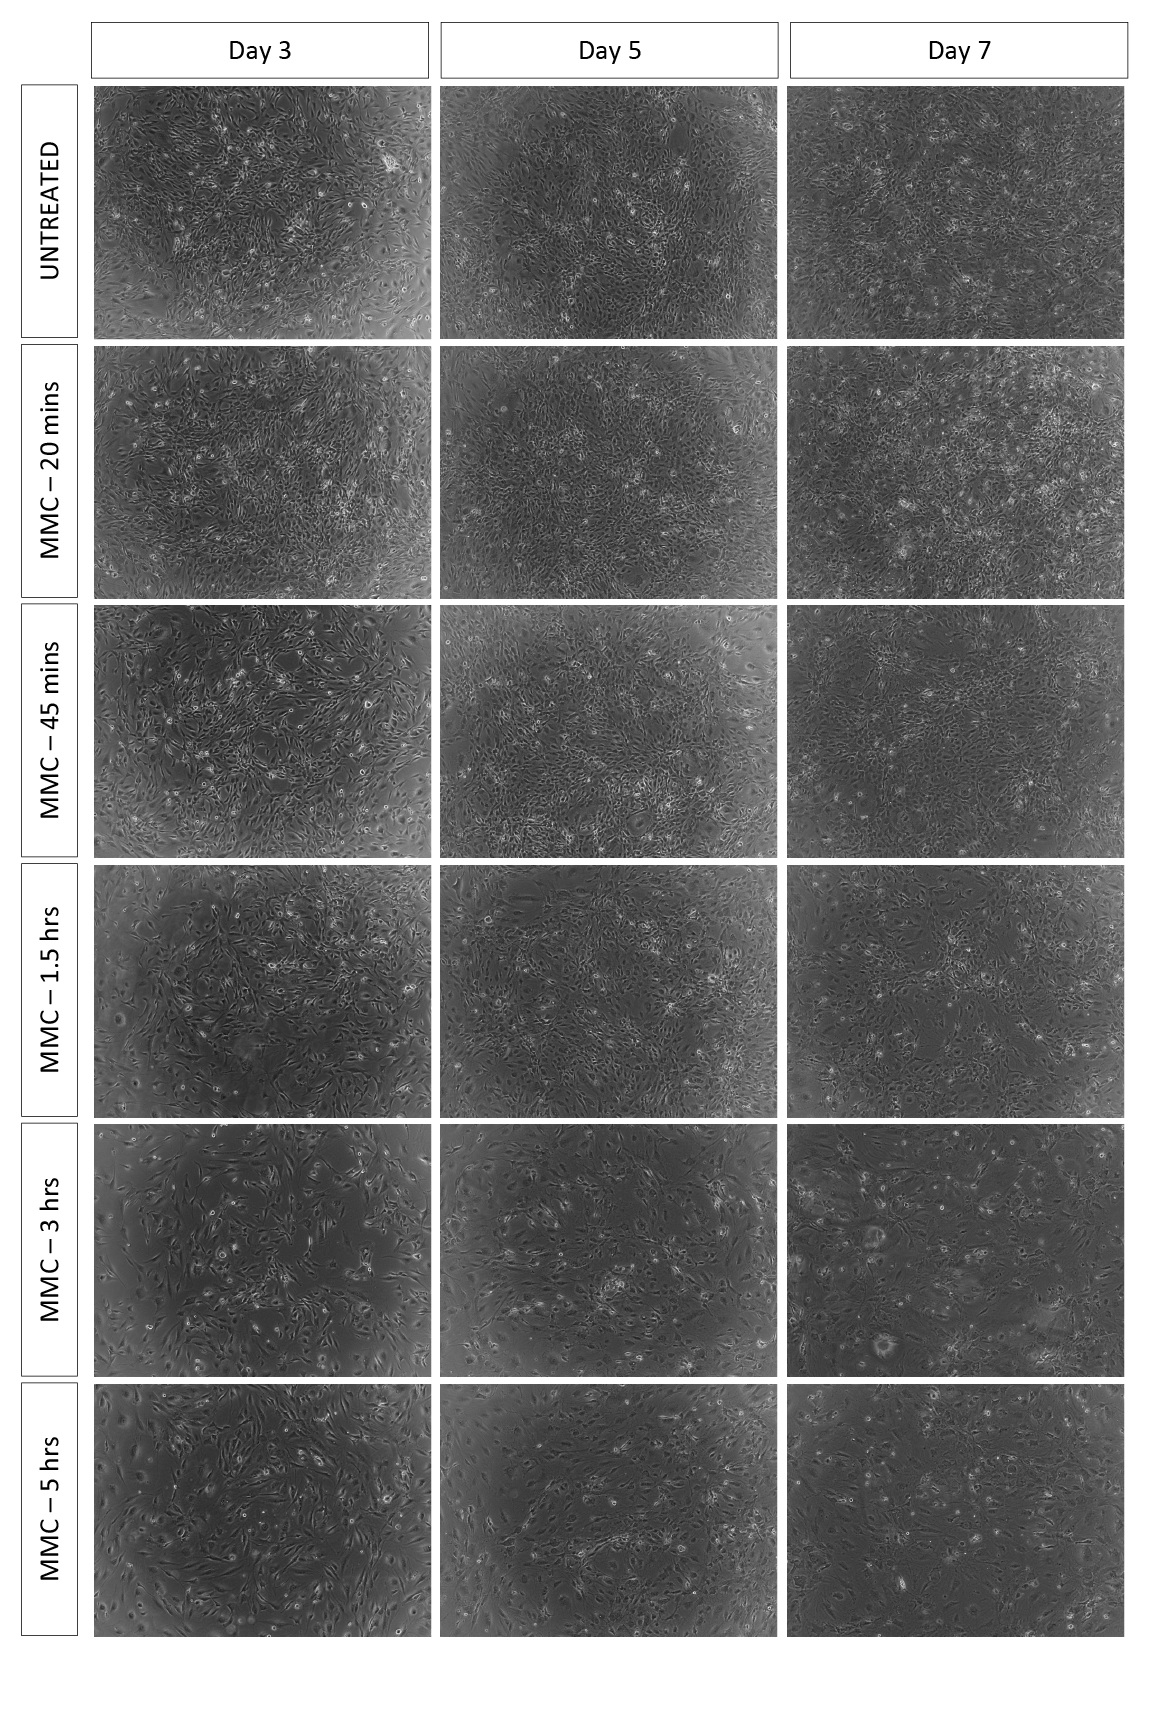 Day 3
Day 5
Day 7
UNTREATED
MMC – 20 mins
MMC – 45 mins
MMC – 1.5 hrs
MMC – 3 hrs
MMC – 5 hrs